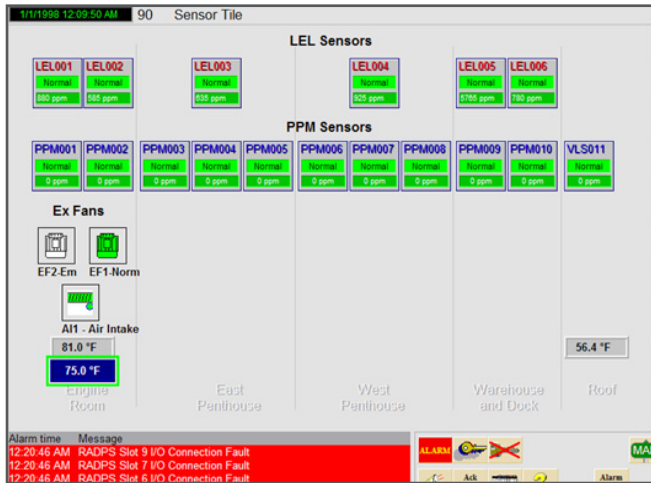 1/1/1998 12:09:50 AM 90 Sensor Tile
LEL Sensors
LEL001 LEL002 LEL003 LEL004 LEL005 LEL006
Normal Normal Normal Normal Normal Normal
880 ppm 585 ppm 635 ppm 925 ppm 5765 ppm 780 ppm
PPM Sensors
PPM001 PPM002 PPM003 PPM004 PPM005 PPM006 PPM007 PPM008 PPM009 PPM010 VLS011
Normal Normal Normal Normal Normal Normal Normal Normal Normal Normal Normal
0 ppm 0 ppm 0 ppm 0 ppm 0 ppm 0 ppm 0 ppm 0 ppm 0 ppm 0 ppm 0 ppm
Ex Fans
EF2-Em EF1-Norm
AI1 - Air Intake
81.0 °F 56.4 °F
75.0 °F
Engine East West Warehouse Roof
Room Penthouse Penthouse and Dock
Alarm time Message
12:20:46 AM RADPS Slot 9 I/O Connection Fault
12:20:46 AM RADPS Slot 7 I/O Connection Fault
12:20:46 AM RADPS Slot 6 I/O Connection Fault
ALARM
Ack Alarm